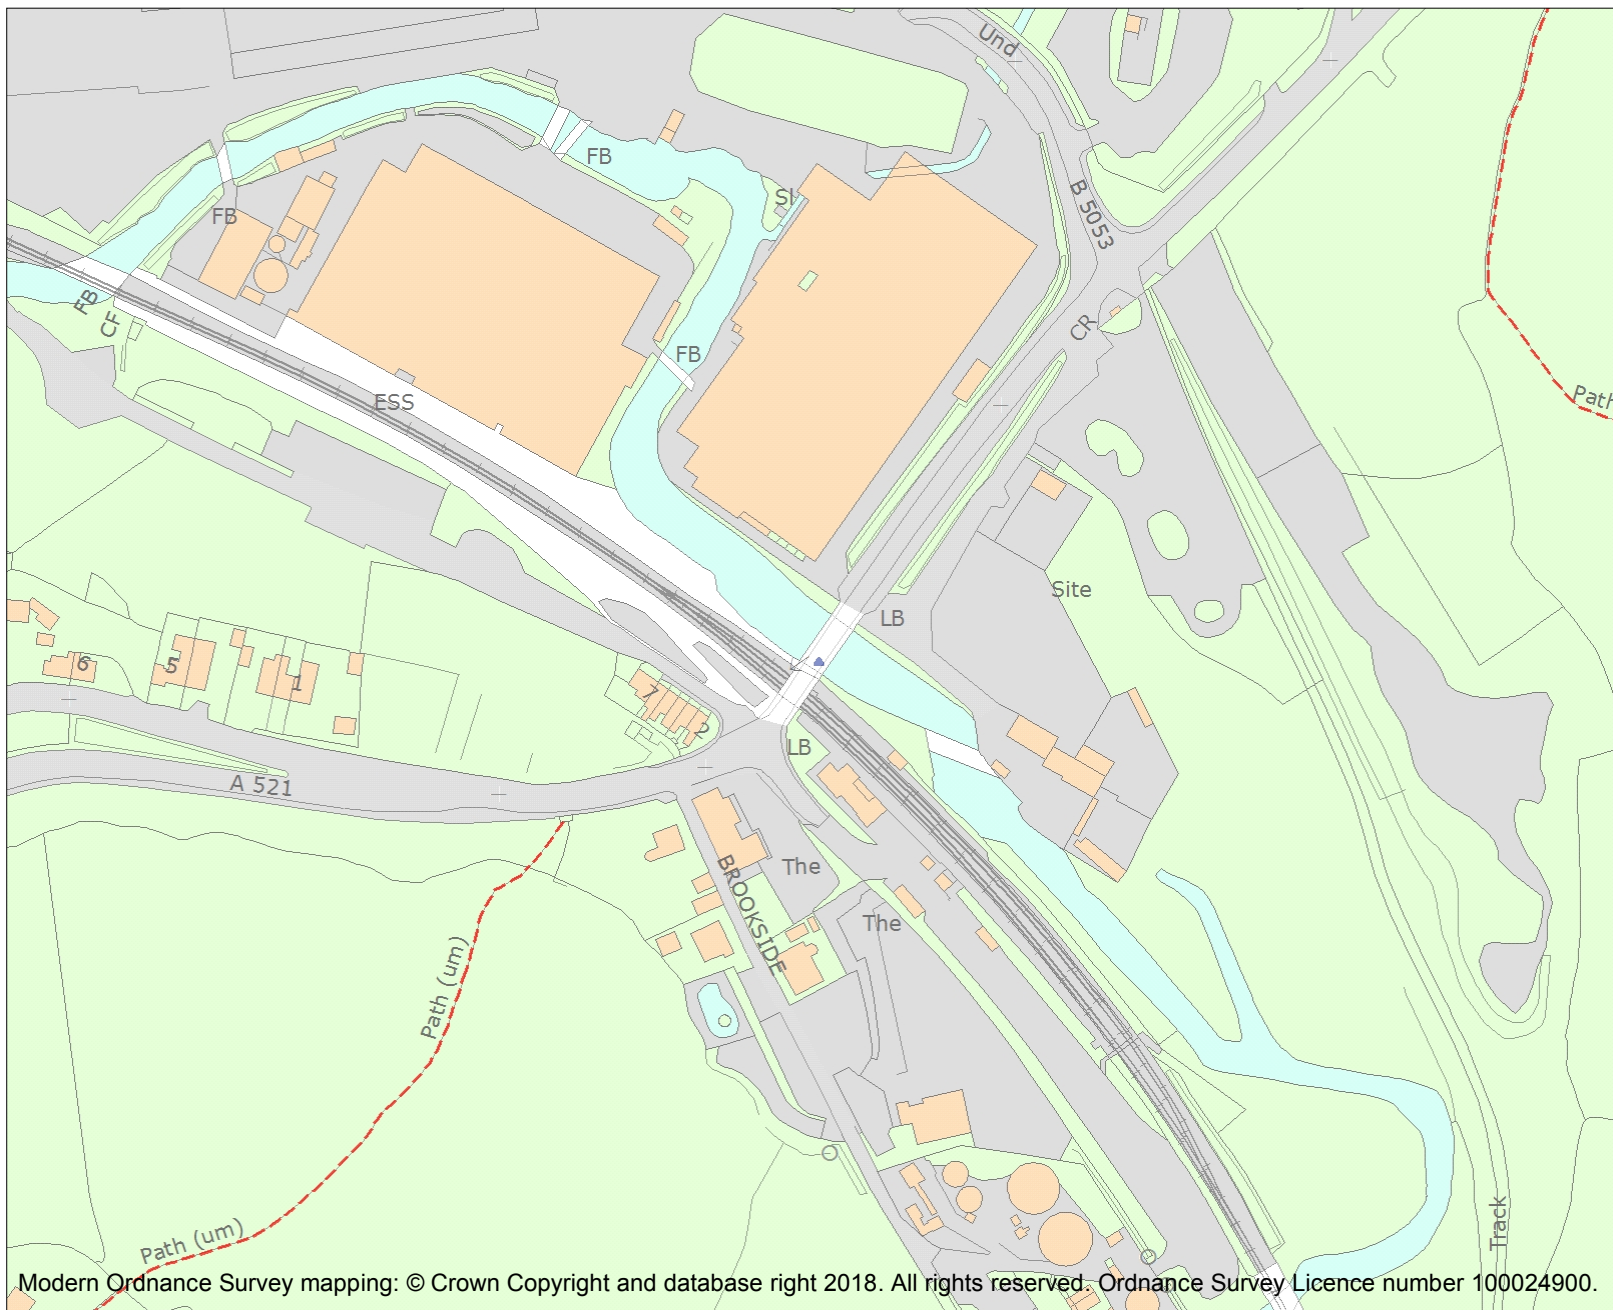 Und
FB
Sl
B 5053
FB
FB
CF
CR
FB
ESS
Path
Site
LB
6
5
1
7
2
LB
A 521
The
BROOKSIDE
The
Path (um)
Track
Path (um)
Modern Ordnance Survey mapping: © Crown Copyright and database right 2018. All rights reserved. Ordnance Survey Licence number 100024900.